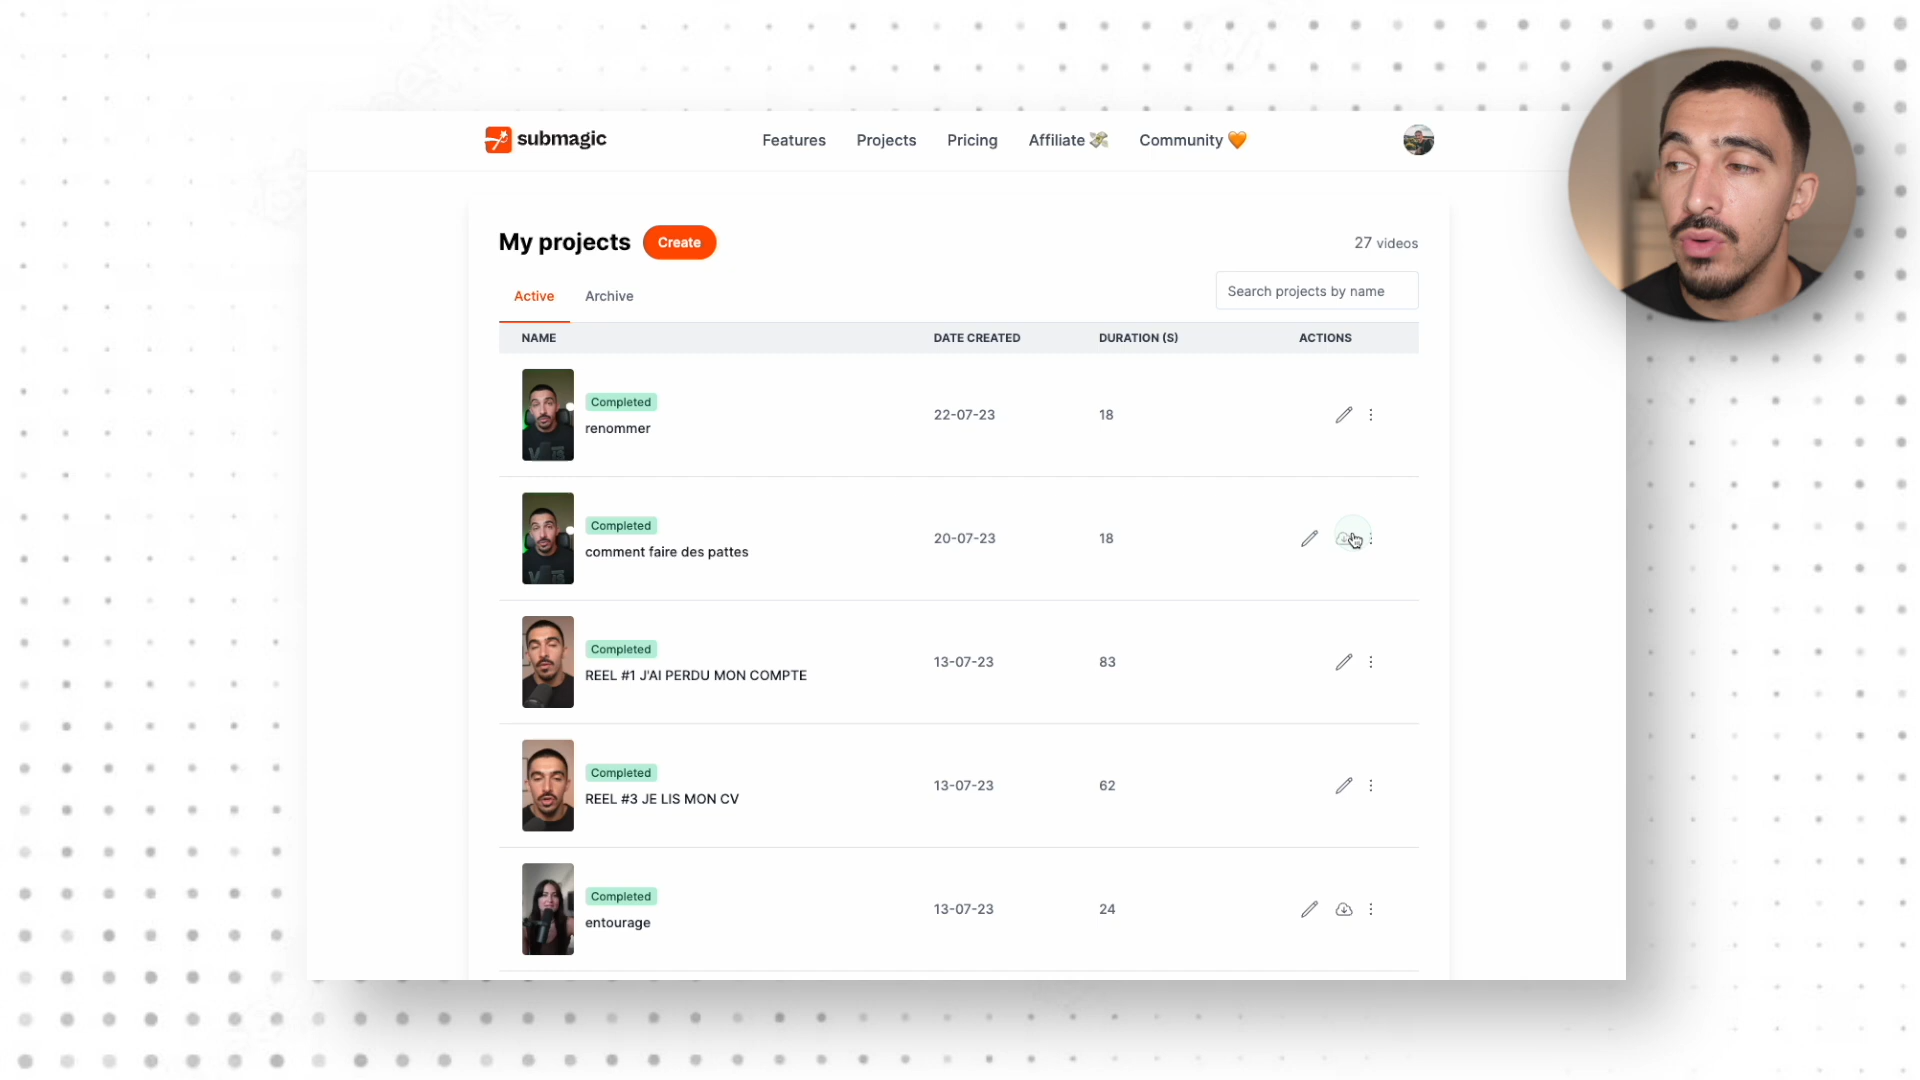 submagic
Features
Projects
Pricing
Affiliate 💸
Community 🧡
My projects
Create
27 videos
Active
Archive
Search projects by name
NAME
DATE CREATED
DURATION (S)
ACTIONS
Completed
renommer
22-07-23
18
Completed
comment faire des pattes
20-07-23
18
Completed
REEL #1 J'AI PERDU MON COMPTE
13-07-23
83
Completed
REEL #3 JE LIS MON CV
13-07-23
62
Completed
entourage
13-07-23
24